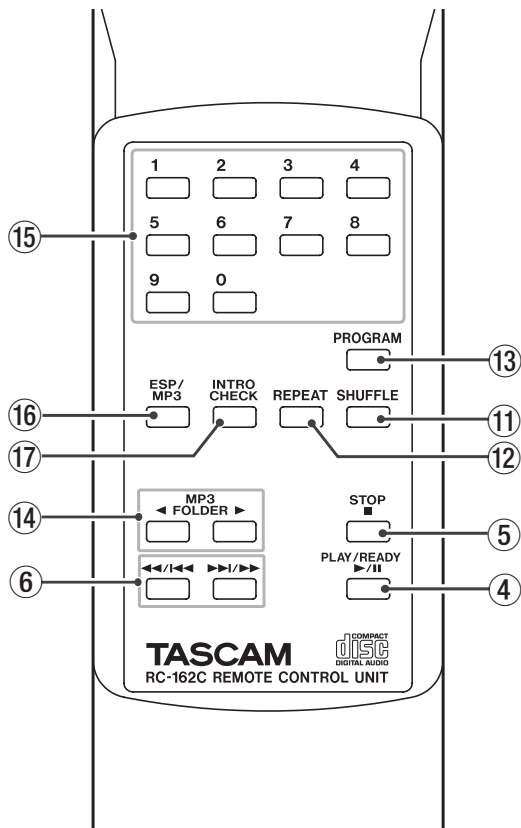 1 2 3 4
⑮ 5 6 7 8
9 0
PROGRAM
⑬
ESP/ MP3 INTRO CHECK REPEAT SHUFFLE
⑯ ⑪
⑰ ⑫
MP3
◀ FOLDER ▶ STOP
■
⑭ ⑤
◀◀/|◀◀ ▶▶|/▶▶ PLAY/READY
▶/❚❚
⑥ ④
TASCAM COMPACT disc DIGITAL AUDIO
RC-162C REMOTE CONTROL UNIT